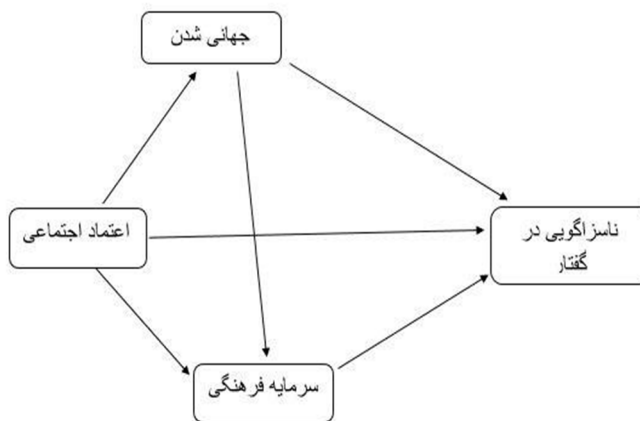 جهانی شدن
اعتماد اجتماعی
ناسزاگویی در
گفتار
سرمایه فرهنگی